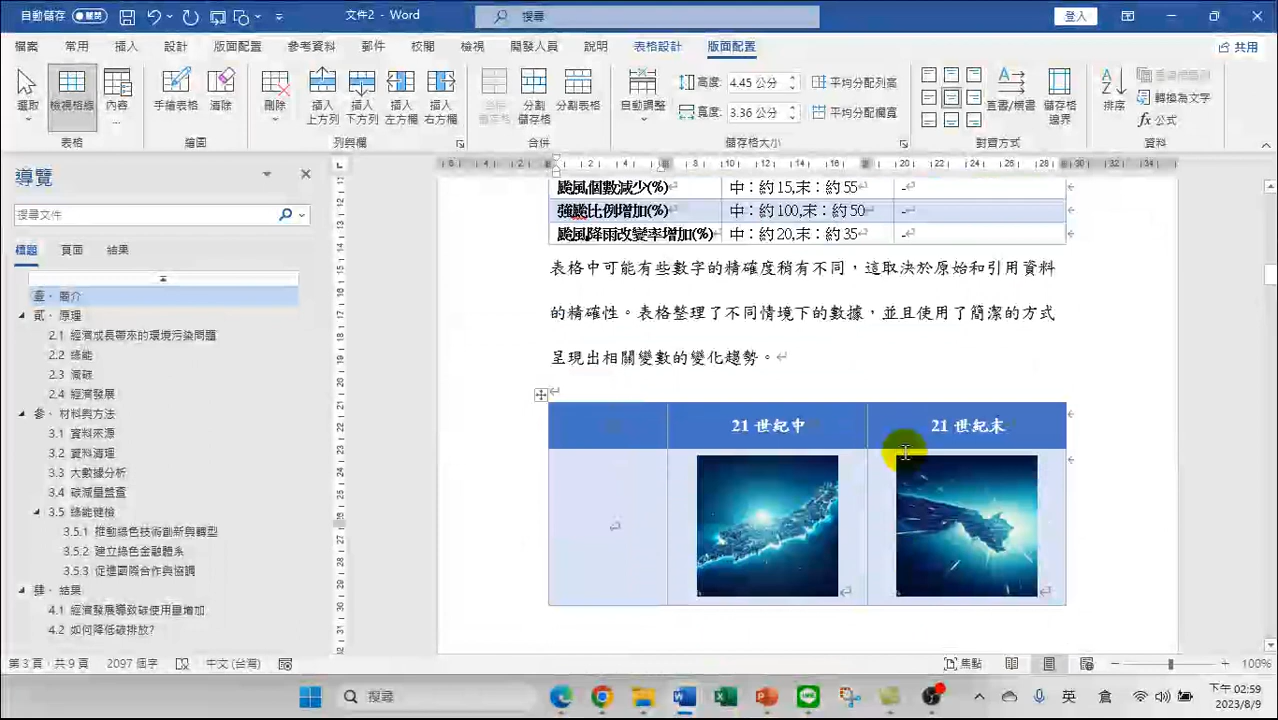 自動儲存
文件2 - Word
搜尋
登入
檔案 常用 插入 設計 版面配置 參考資料 郵件 校閱 檢視 開發人員 說明 表格設計 版面配置
共用
選取 檢視格線 內容
手繪表格 清除
刪除 插入上方列 插入下方列 插入左方欄 插入右方欄
分割儲存格 分割表格
自動調整
高度: 4.45 公分
寬度: 3.36 公分
平均分配列高
平均分配欄寬
直書/橫書 儲存格邊界
排序
轉換為文字
fx 公式
表格 繪圖 列與欄 合併 儲存格大小 對齊方式 資料
導覽
搜尋文件
標題 頁面 結果
壹、簡介
貳、原理
2.1 經濟成長帶來的環境污染問題
2.2 綠能
2.3 減碳
2.4 經濟發展
參、材料與方法
3.1 資料來源
3.2 資料清理
3.3 大數據分析
3.4 碳減量盤查
3.5 綠能健檢
3.5.1 推動綠色技術創新與轉型
3.5.2 建立綠色金融體系
3.5.3 促進國際合作與協調
肆、結果
4.1 經濟發展導致碳使用量增加
4.2 如何降低碳排放?
颱風個數減少(%) 中：約 15,末：約 55 -
強颱比例增加(%) 中：約 100,末：約 50 -
颱風降雨改變率增加(%) 中：約 20,末：約 35 -
表格中可能有些數字的精確度稍有不同，這取決於原始和引用資料
的精確性。表格整理了不同情境下的數據，並且使用了簡潔的方式
呈現出相關變數的變化趨勢。
21 世紀中 21 世紀末
第 3 頁，共 9 頁 2097 個字 中文 (台灣)
焦點
100%
搜尋
英
下午 02:59
2023/8/9